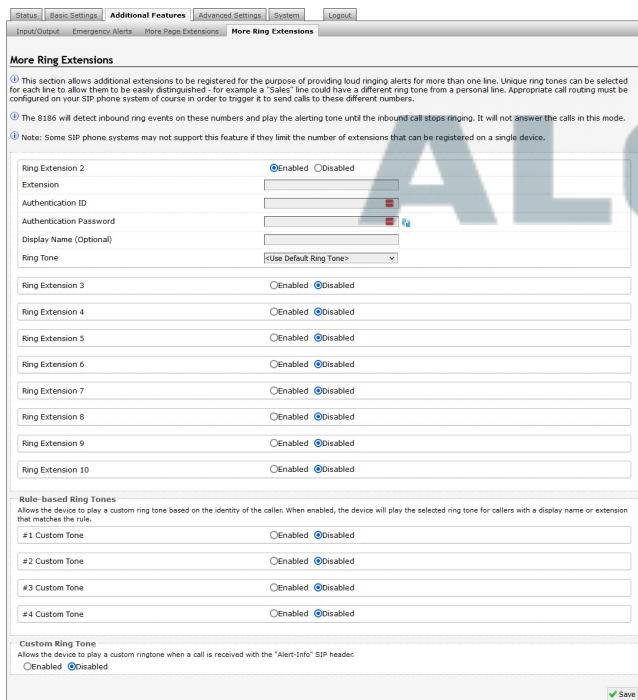 Status Basic Settings Additional Features Advanced Settings System Logout
Input/Output Emergency Alerts More Page Extensions More Ring Extensions
More Ring Extensions
This section allows additional extensions to be registered for the purpose of providing loud ringing alerts for more than one line. Unique ring tones can be selected
for each line to allow them to be easily distinguished - for example a "Sales" line could have a different ring tone from a personal line. Appropriate call routing must be
configured on your SIP phone system of course in order to trigger it to send calls to these different numbers.
The 8186 will detect inbound ring events on these numbers and play the alerting tone until the inbound call stops ringing. It will not answer the calls in this mode.
Note: Some SIP phone systems may not support this feature if they limit the number of extensions that can be registered on a single device.
Ring Extension 2 Enabled Disabled
Extension
Authentication ID
Authentication Password
Display Name (Optional)
Ring Tone <Use Default Ring Tone>
Ring Extension 3 Enabled Disabled
Ring Extension 4 Enabled Disabled
Ring Extension 5 Enabled Disabled
Ring Extension 6 Enabled Disabled
Ring Extension 7 Enabled Disabled
Ring Extension 8 Enabled Disabled
Ring Extension 9 Enabled Disabled
Ring Extension 10 Enabled Disabled
Rule-based Ring Tones
Allows the device to play a custom ring tone based on the identity of the caller. When enabled, the device will play the selected ring tone for callers with a display name or extension
that matches the rule.
#1 Custom Tone Enabled Disabled
#2 Custom Tone Enabled Disabled
#3 Custom Tone Enabled Disabled
#4 Custom Tone Enabled Disabled
Custom Ring Tone
Allows the device to play a custom ringtone when a call is received with the "Alert-Info" SIP header.
Enabled Disabled
Save